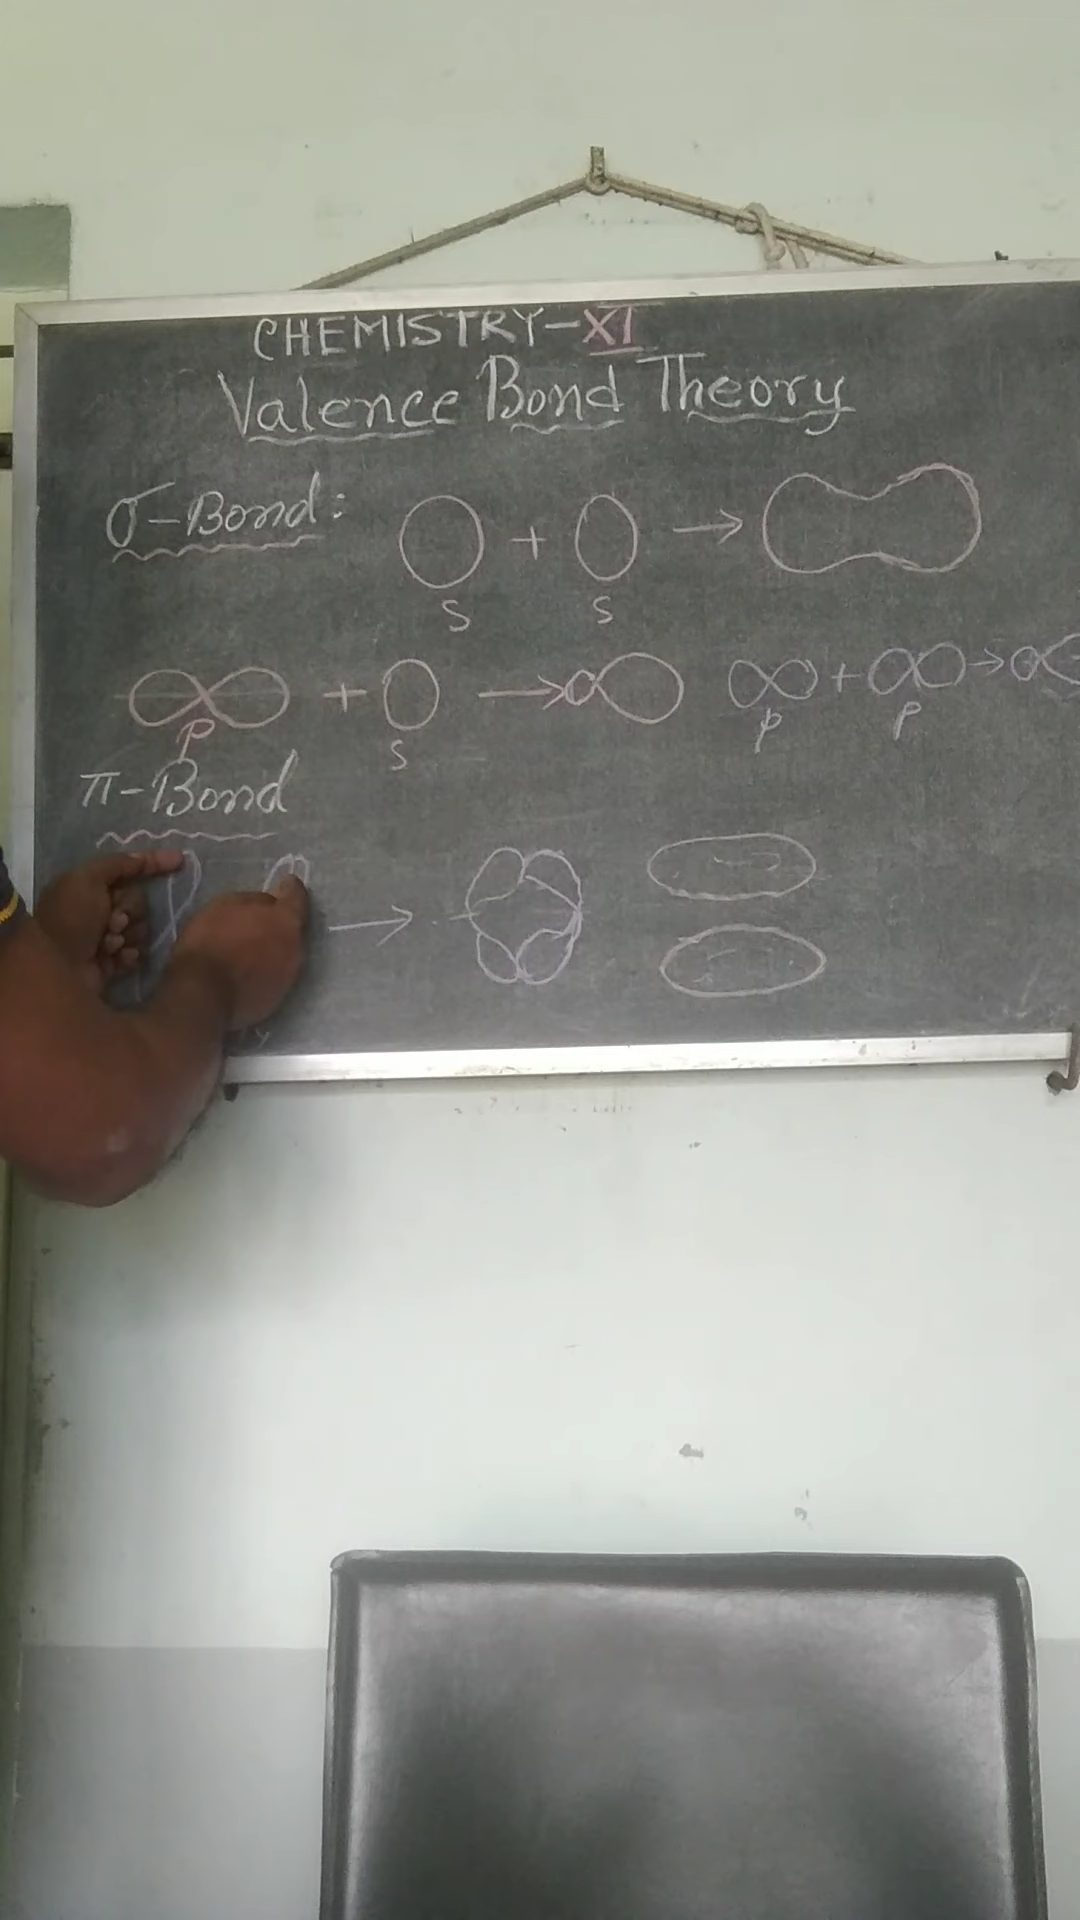 CHEMISTRY-XI
Valence Bond Theory
σ-Bond:
+ →
S S
+ → + →
P S P P
π-Bond
→